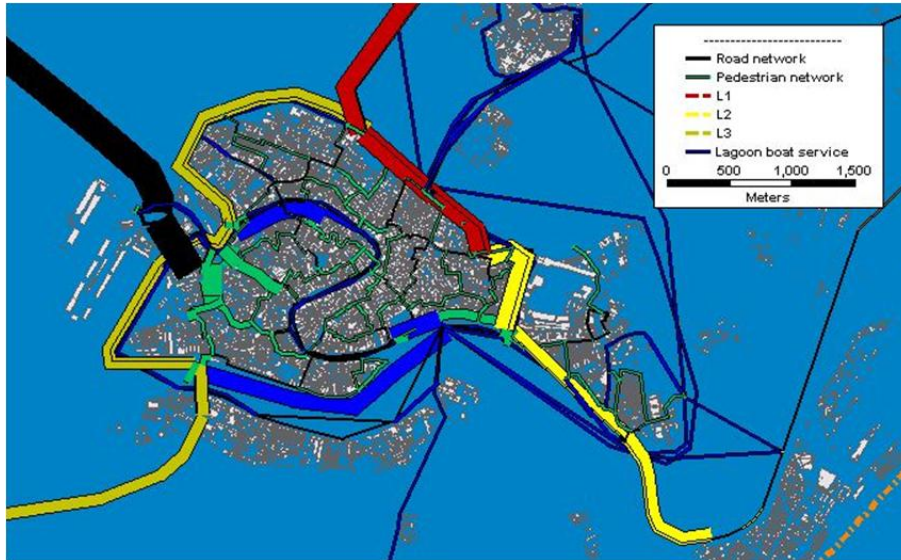 Road network
Pedestrian network
L1
L2
L3
Lagoon boat service
0 500 1,000 1,500
Meters